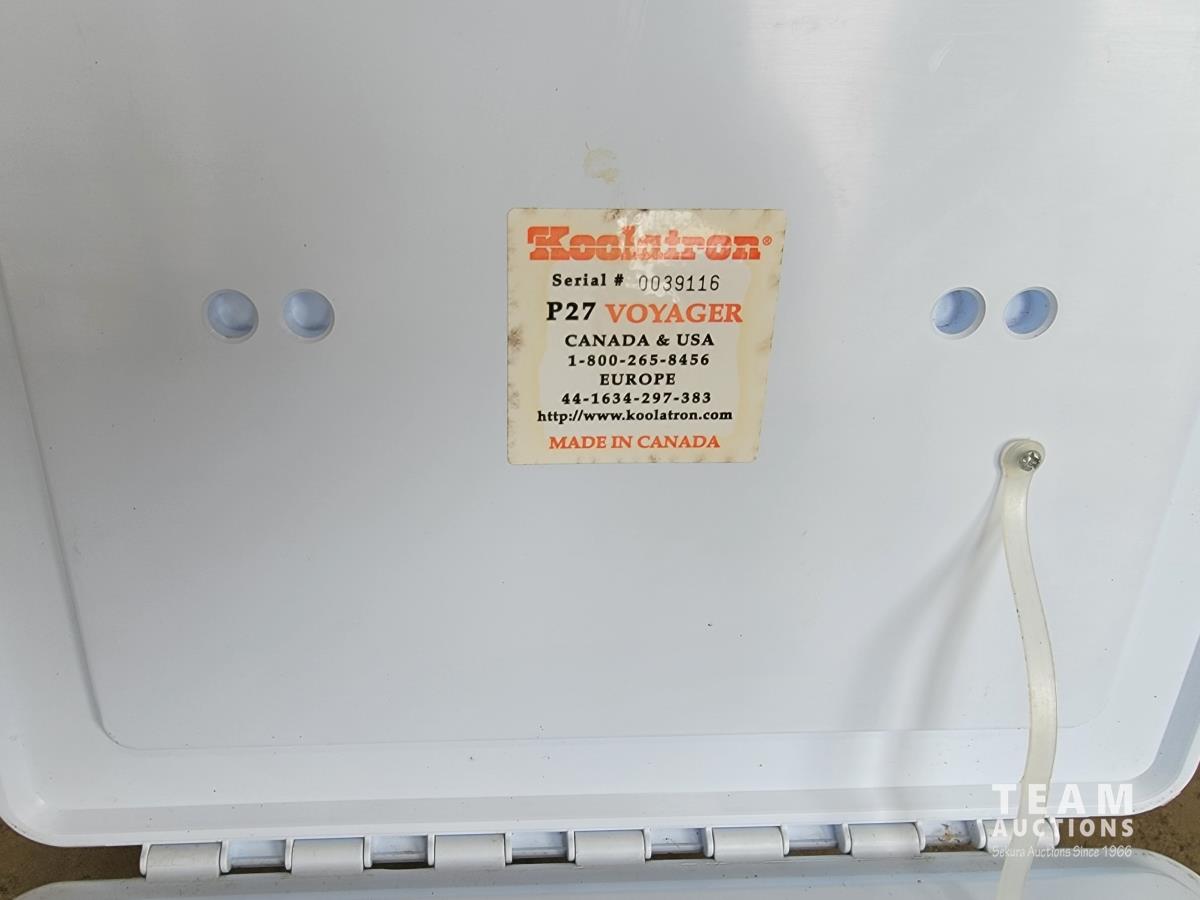 Koolatron®
Serial # 0039116
P27 VOYAGER
CANADA & USA
1-800-265-8456
EUROPE
44-1634-297-383
http://www.koolatron.com
MADE IN CANADA
TEAM
AUCTIONS
Sekura Auctions Since 1966